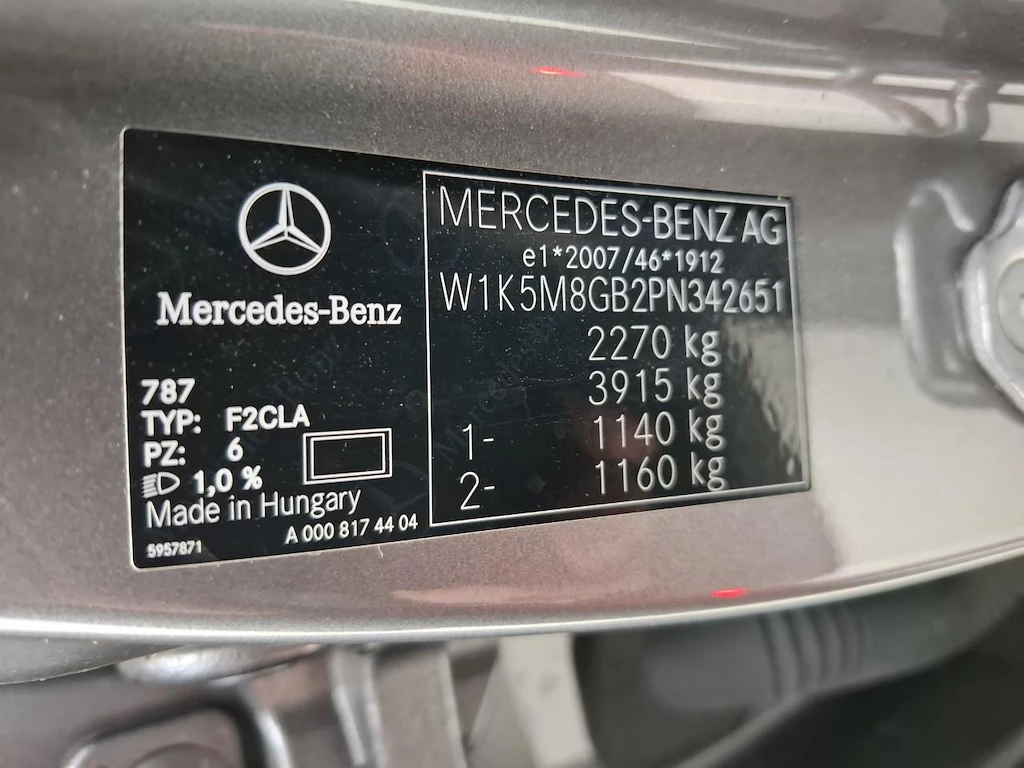 Mercedes-Benz
787
TYP: F2CLA
PZ: 6
1,0 %
Made in Hungary
5957871
A 000 817 44 04
MERCEDES-BENZ AG
e1*2007/46*1912
W1K5M8GB2PN342651
2270 kg
3915 kg
1- 1140 kg
2- 1160 kg